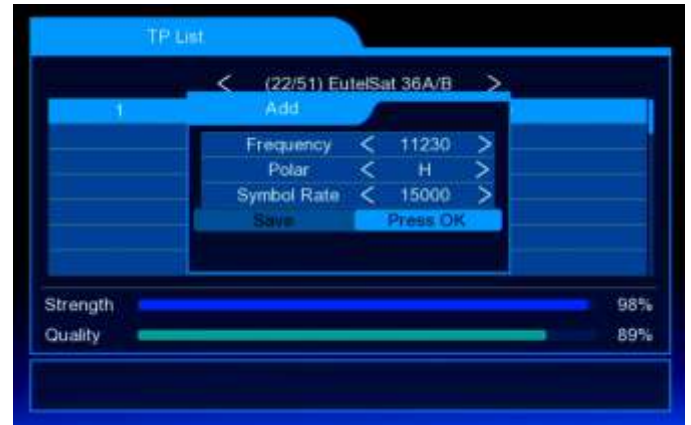 TP List
< (22/51) EutelSat 36A/B >
1
Add
Frequency < 11230 >
Polar < H >
Symbol Rate < 15000 >
Save Press OK
Strength 98%
Quality 89%